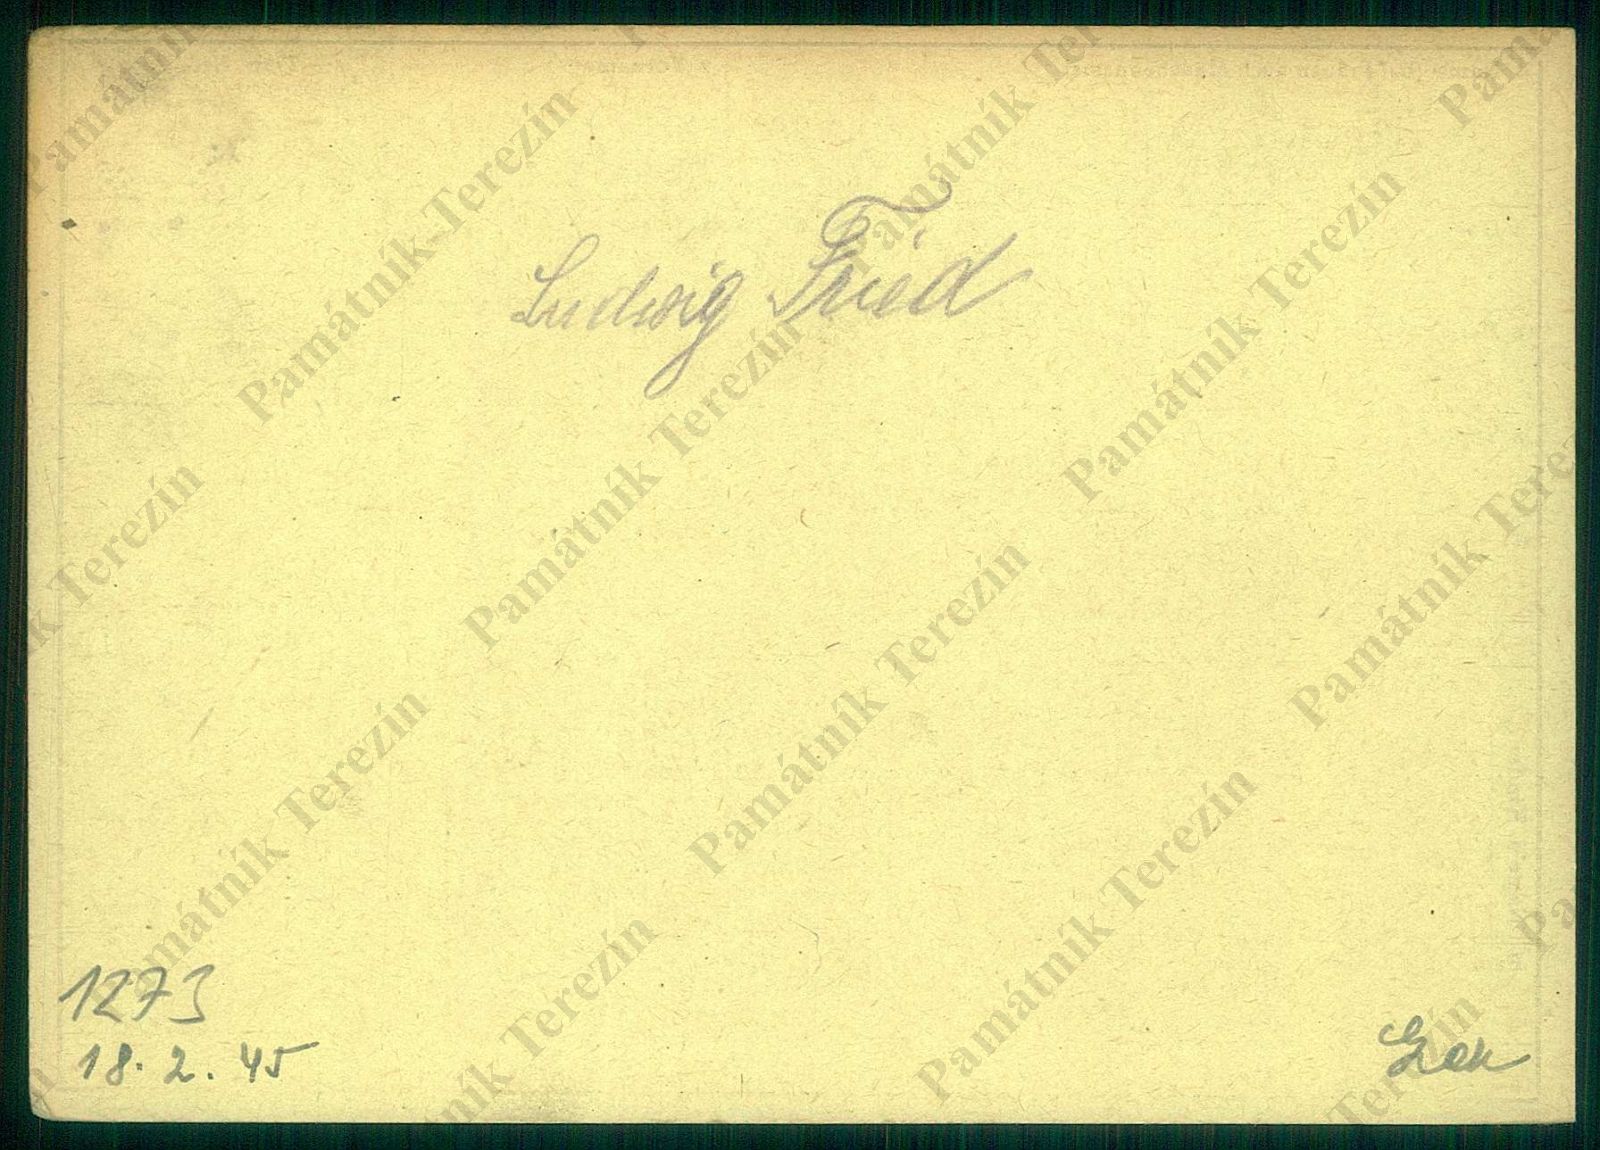 Ludwig Fried
1273
18. 2. 45
Památník Terezín